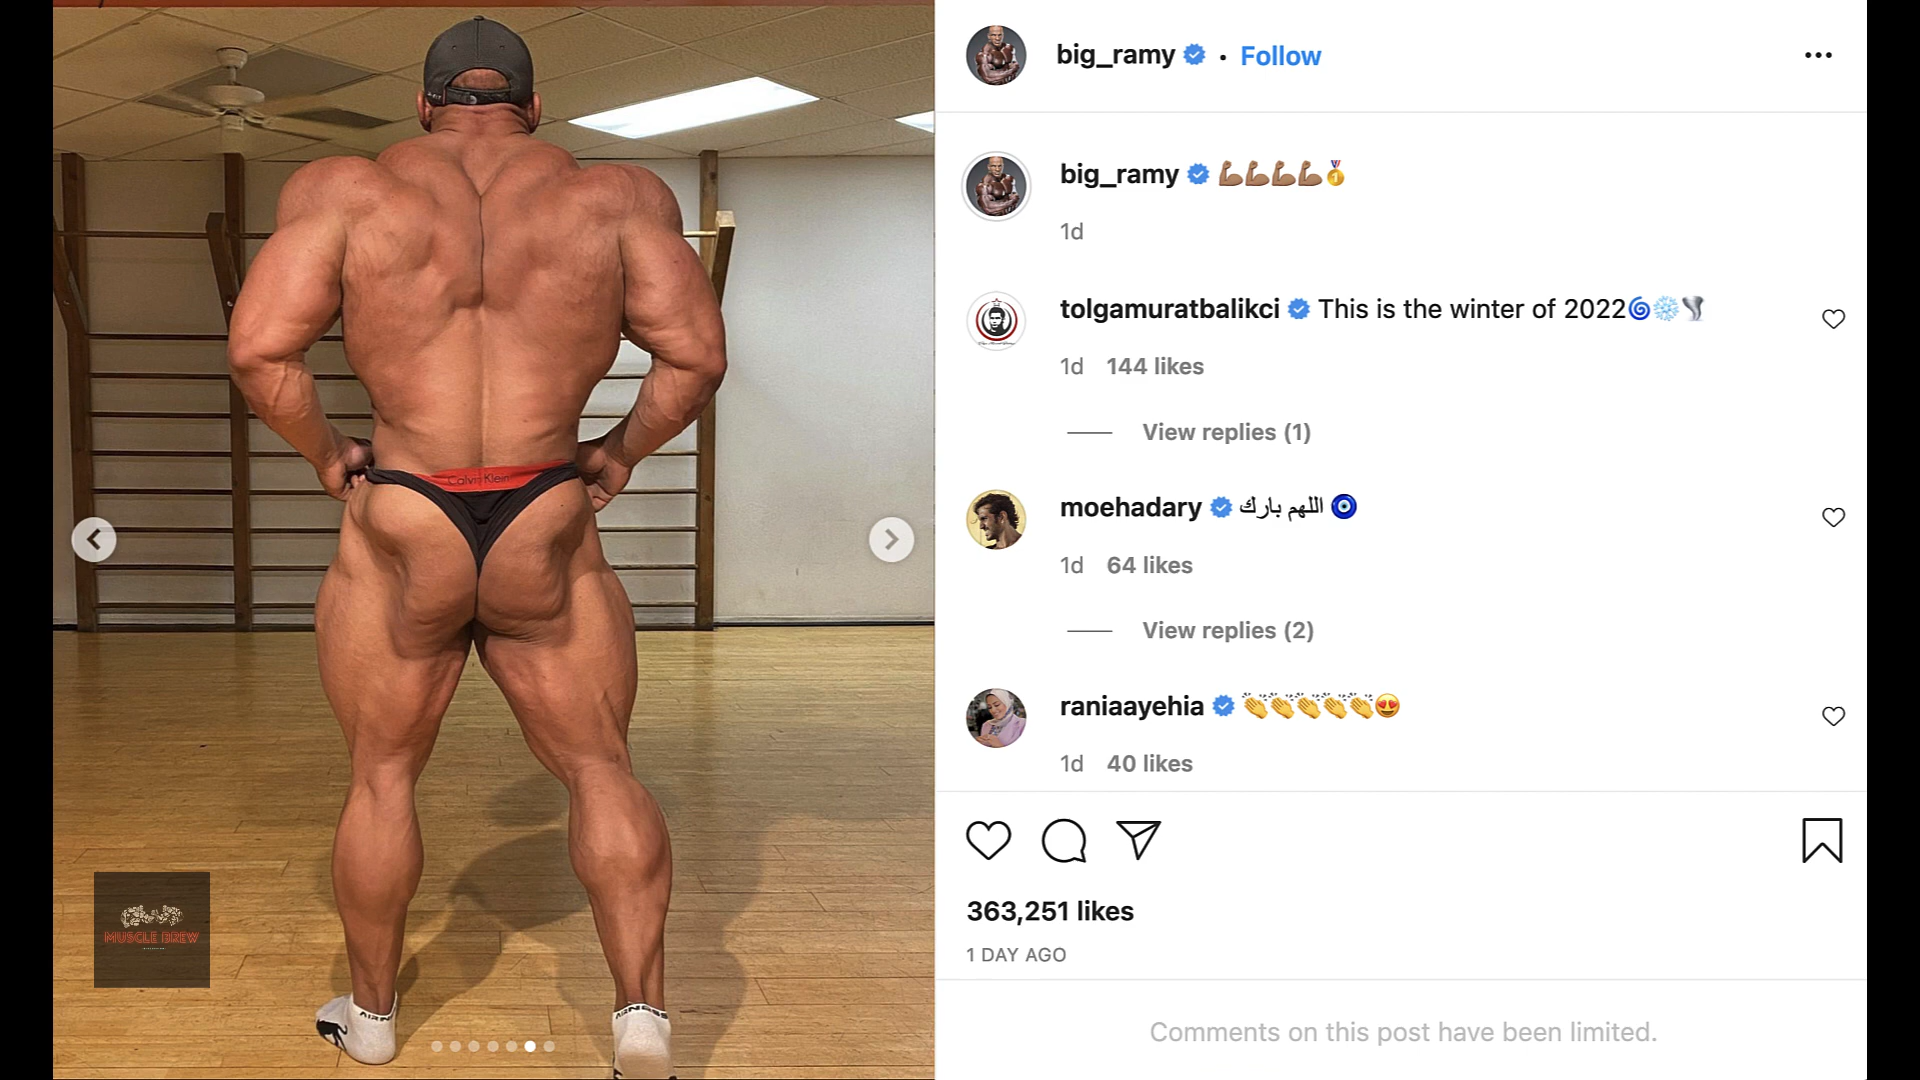 big_ramy • Follow
big_ramy 💪🏽💪🏽💪🏽💪🏽🥇
1d
tolgamuratbalikci This is the winter of 2022🌀❄️🌪️
1d 144 likes
View replies (1)
moehadary اللهم بارك 🧿
1d 64 likes
View replies (2)
raniaayehia 👏👏👏👏👏😍
1d 40 likes
363,251 likes
1 DAY AGO
Comments on this post have been limited.
Calvin Klein
MUSCLE BREW